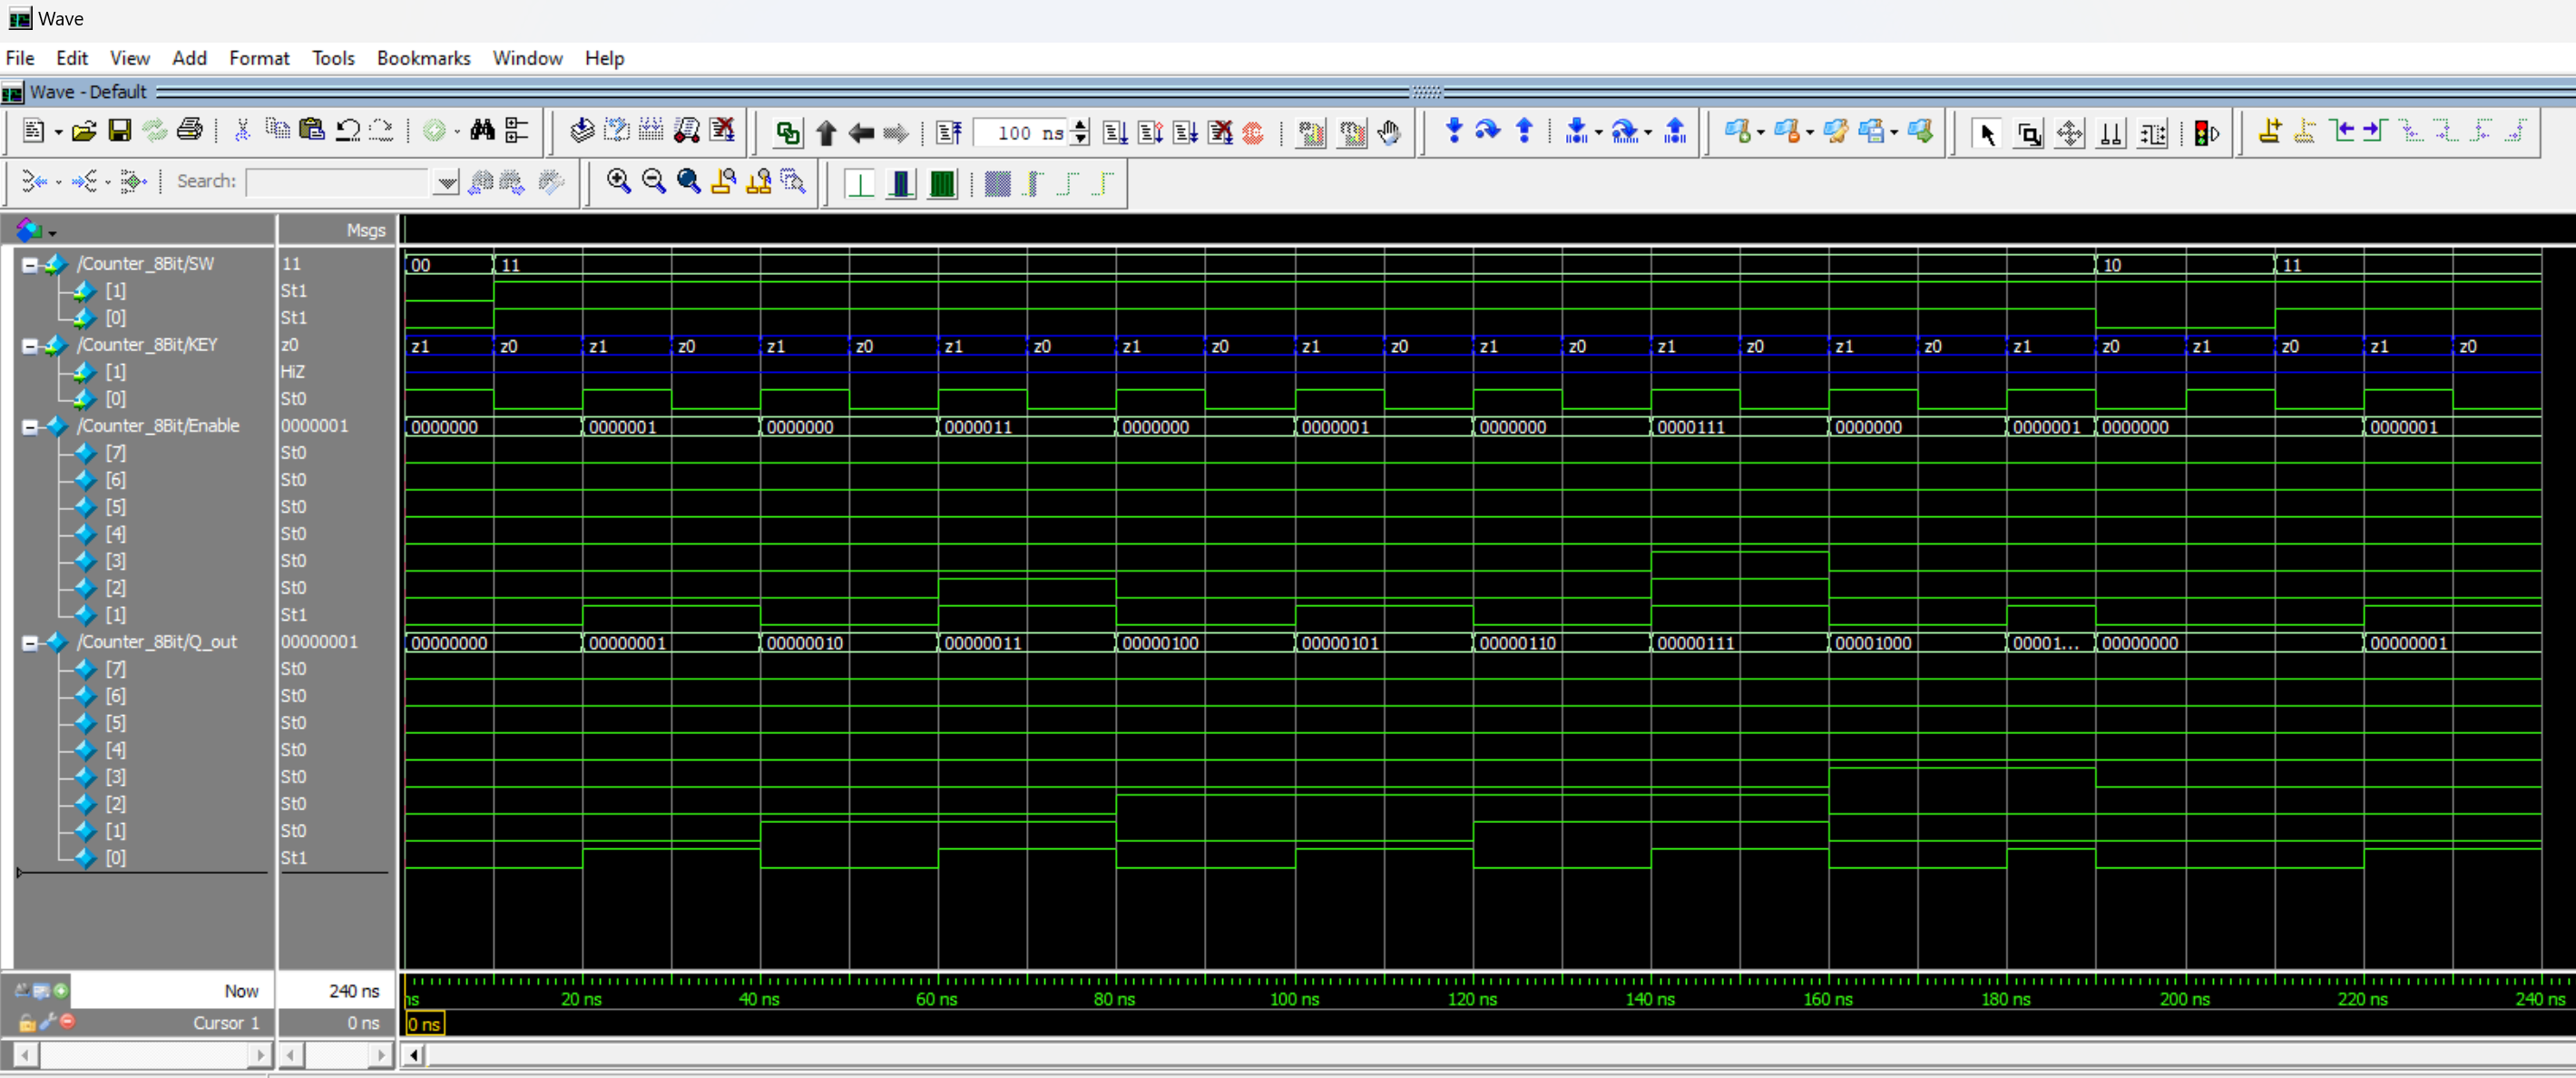 Wave
File Edit View Add Format Tools Bookmarks Window Help
Wave - Default
100 ns
Search:
Msgs
/Counter_8Bit/SW 11 00 11 10 11
[1] St1
[0] St1
/Counter_8Bit/KEY z0 z1 z0 z1 z0 z1 z0 z1 z0 z1 z0 z1 z0 z1 z0 z1 z0 z1 z0 z1 z0 z1 z0 z1 z0
[1] HiZ
[0] St0
/Counter_8Bit/Enable 0000001 0000000 0000001 0000000 0000011 0000000 0000001 0000000 0000111 0000000 0000001 0000000 0000001
[7] St0
[6] St0
[5] St0
[4] St0
[3] St0
[2] St0
[1] St1
/Counter_8Bit/Q_out 00000001 00000000 00000001 00000010 00000011 00000100 00000101 00000110 00000111 00001000 00001... 00000000 00000001
[7] St0
[6] St0
[5] St0
[4] St0
[3] St0
[2] St0
[1] St0
[0] St1
Now 240 ns ns 20 ns 40 ns 60 ns 80 ns 100 ns 120 ns 140 ns 160 ns 180 ns 200 ns 220 ns 240 ns
Cursor 1 0 ns 0 ns